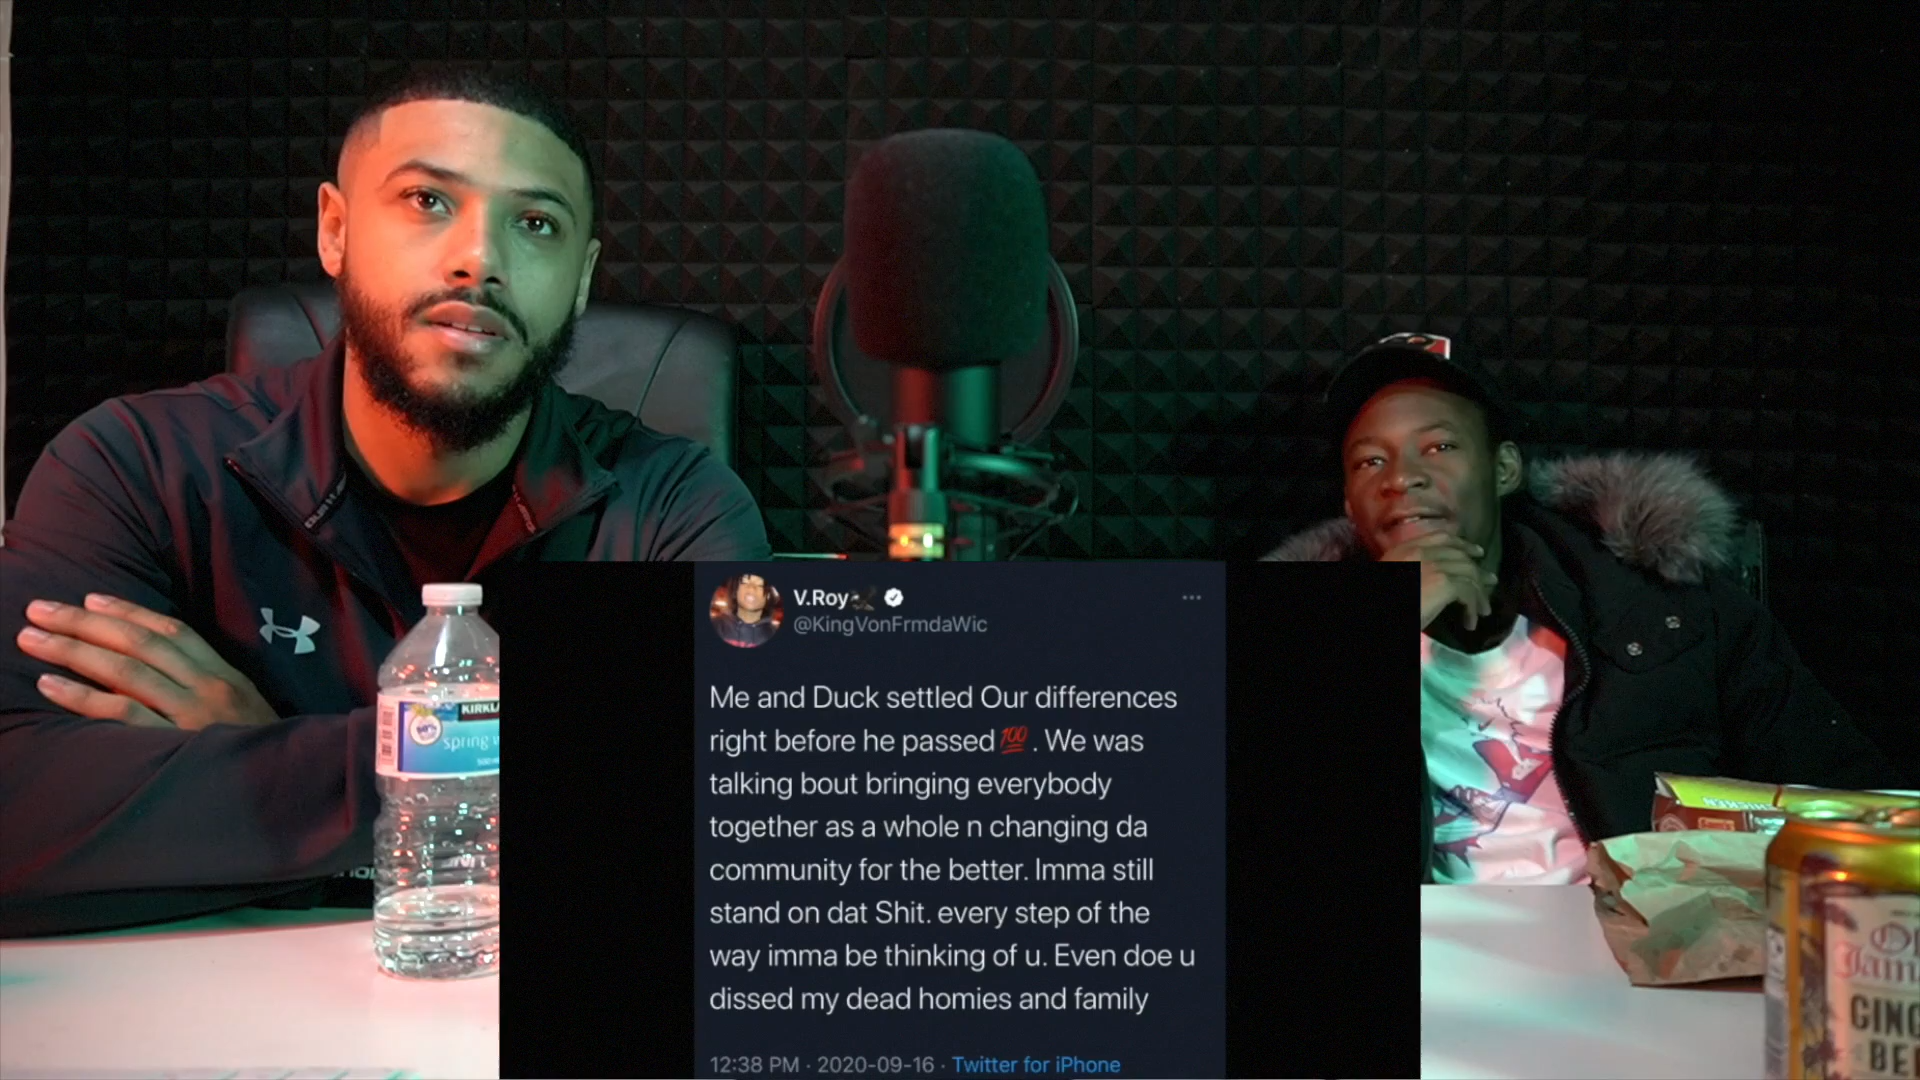 V.Roy
@KingVonFrmdaWic
Me and Duck settled Our differences
right before he passed💯 . We was
talking bout bringing everybody
together as a whole n changing da
community for the better. Imma still
stand on dat Shit. every step of the
way imma be thinking of u. Even doe u
dissed my dead homies and family
12:38 PM · 2020-09-16 · Twitter for iPhone
spring
CHICKEN